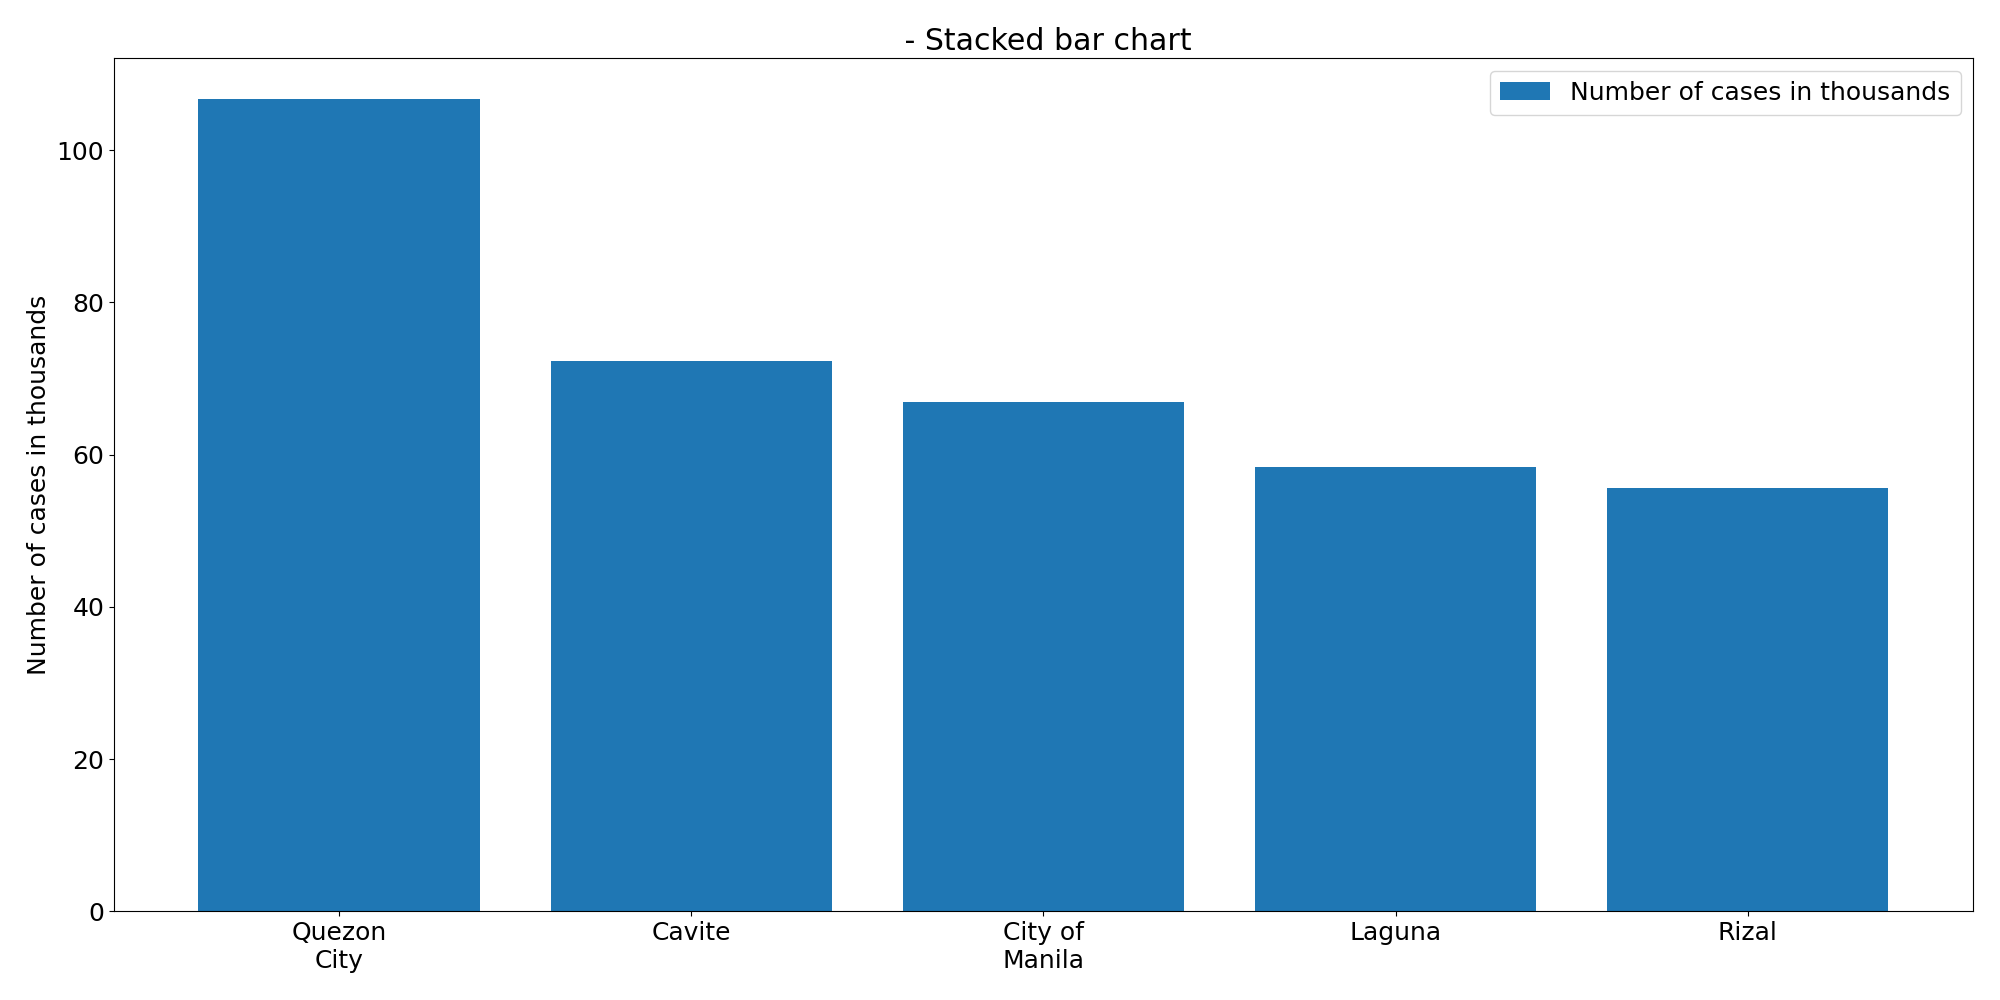 - Stacked bar chart
Number of cases in thousands
Number of cases in thousands
100
80
60
40
20
0
Quezon
City
Cavite
City of
Manila
Laguna
Rizal